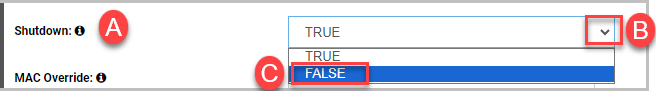 Shutdown: A TRUE B
TRUE
C FALSE
MAC Override: